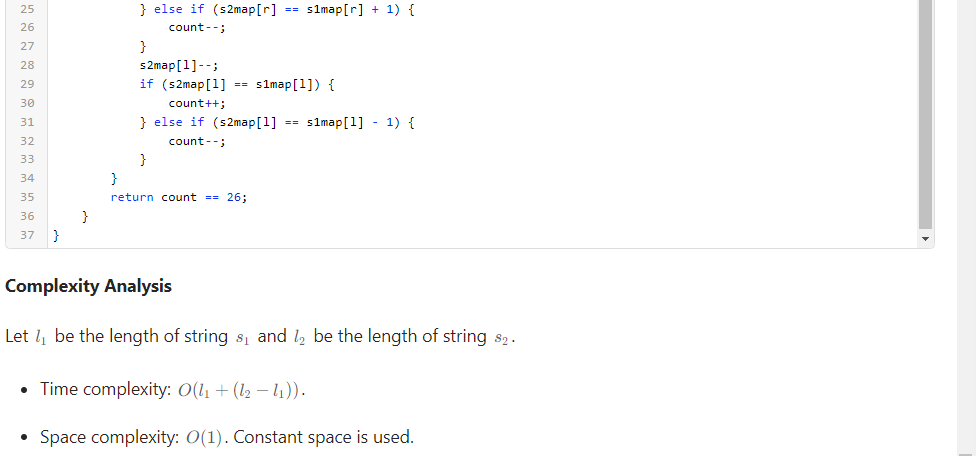 25 } else if (s2map[r] == s1map[r] + 1) {
26 count--;
27 }
28 s2map[l]--;
29 if (s2map[l] == s1map[l]) {
30 count++;
31 } else if (s2map[l] == s1map[l] - 1) {
32 count--;
33 }
34 }
35 return count == 26;
36 }
37 }
Complexity Analysis
Let l₁ be the length of string s₁ and l₂ be the length of string s₂.
• Time complexity: O(l₁ + (l₂ − l₁)).
• Space complexity: O(1). Constant space is used.